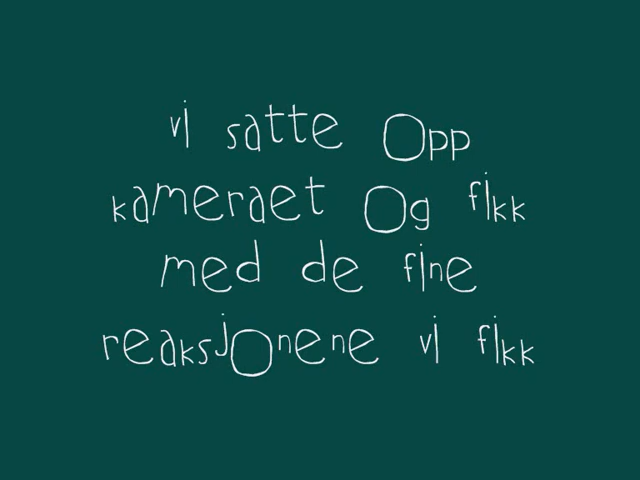 vi satte Opp
kameraet Og fikk
med de fine
reaksjOnene vi fikk